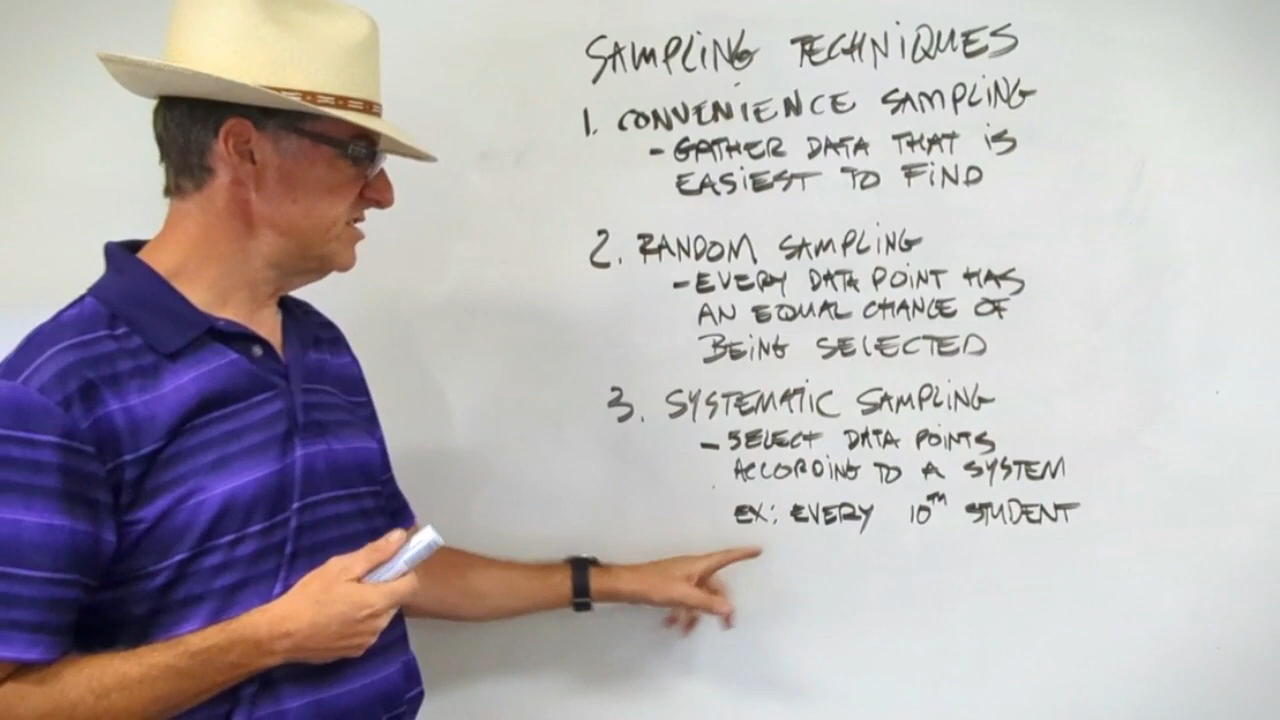 SAMPLING TECHNIQUES
1. CONVENIENCE SAMPLING
- GATHER DATA THAT IS
EASIEST TO FIND
2. RANDOM SAMPLING
- EVERY DATA POINT HAS
AN EQUAL CHANCE OF
BEING SELECTED
3. SYSTEMATIC SAMPLING
- SELECT DATA POINTS
ACCORDING TO A SYSTEM
EX: EVERY 10TH STUDENT